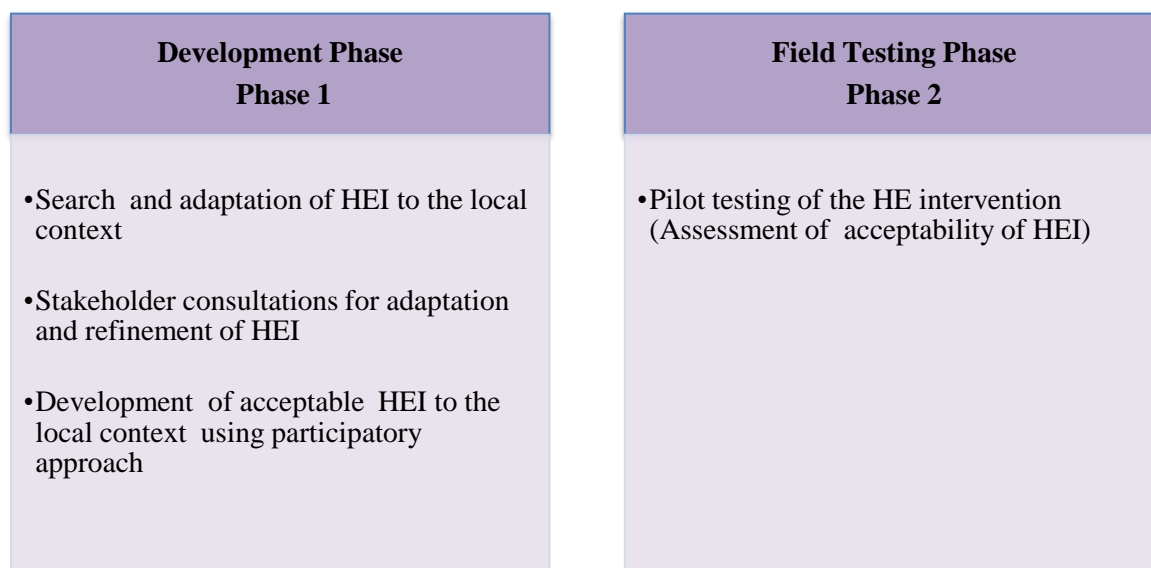 Development Phase
Phase 1
•Search and adaptation of HEI to the local
context
•Stakeholder consultations for adaptation
and refinement of HEI
•Development of acceptable HEI to the
local context using participatory
approach
Field Testing Phase
Phase 2
•Pilot testing of the HE intervention
(Assessment of acceptability of HEI)